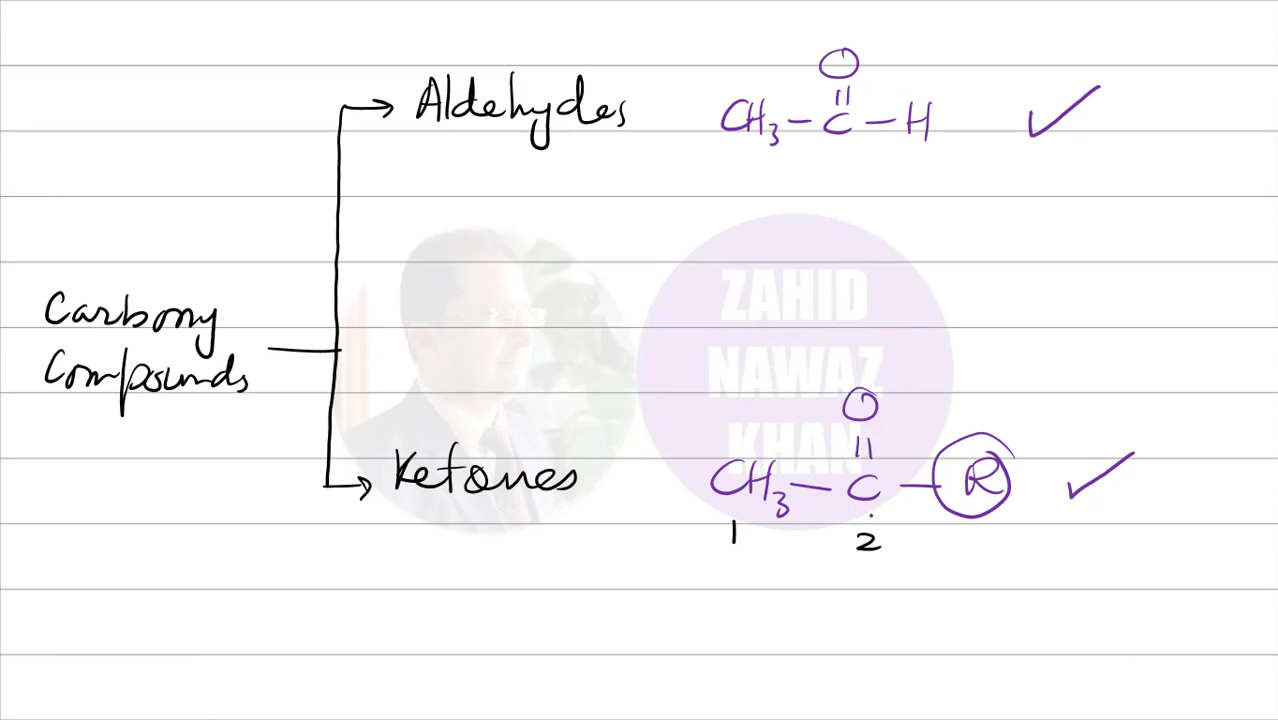 Aldehydes
O
||
CH3 – C – H
ZAHID
NAWAZ
KHAN
Carbony
Compounds
Ketones
O
||
CH3 – C – R
1 2